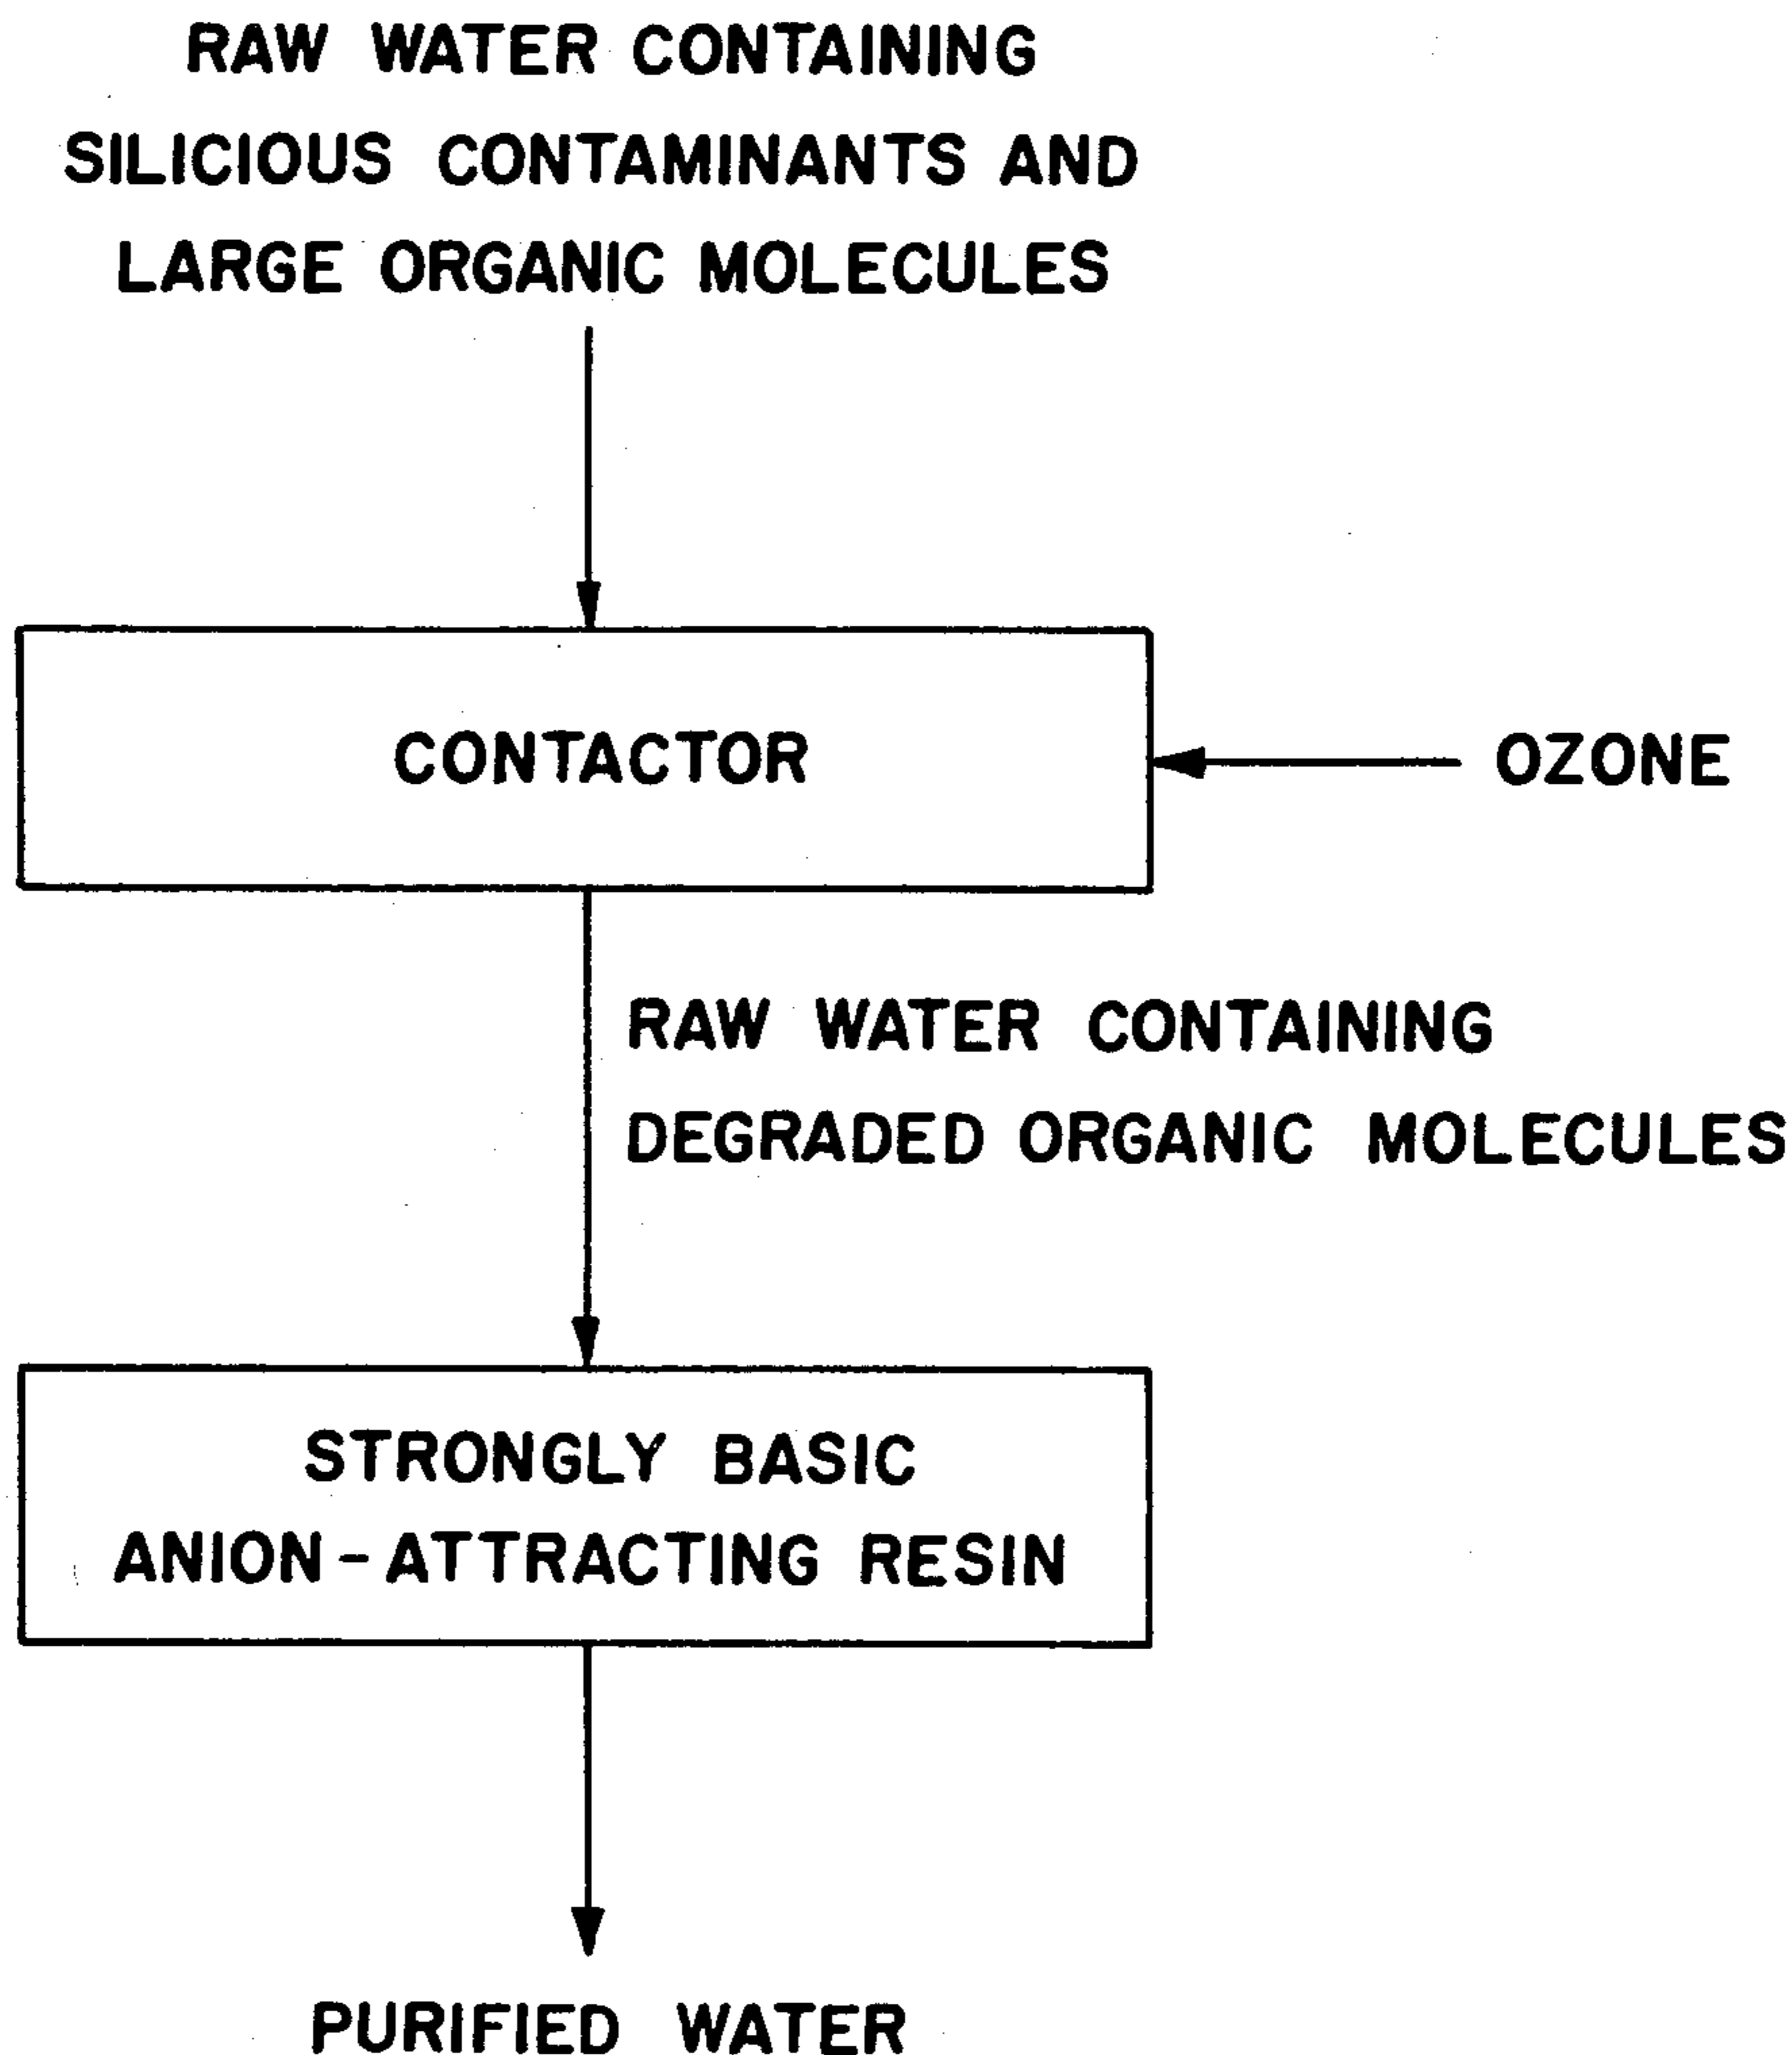 RAW WATER CONTAINING
SILICIOUS CONTAMINANTS AND
LARGE ORGANIC MOLECULES
CONTACTOR
OZONE
RAW WATER CONTAINING
DEGRADED ORGANIC MOLECULES
STRONGLY BASIC
ANION-ATTRACTING RESIN
PURIFIED WATER